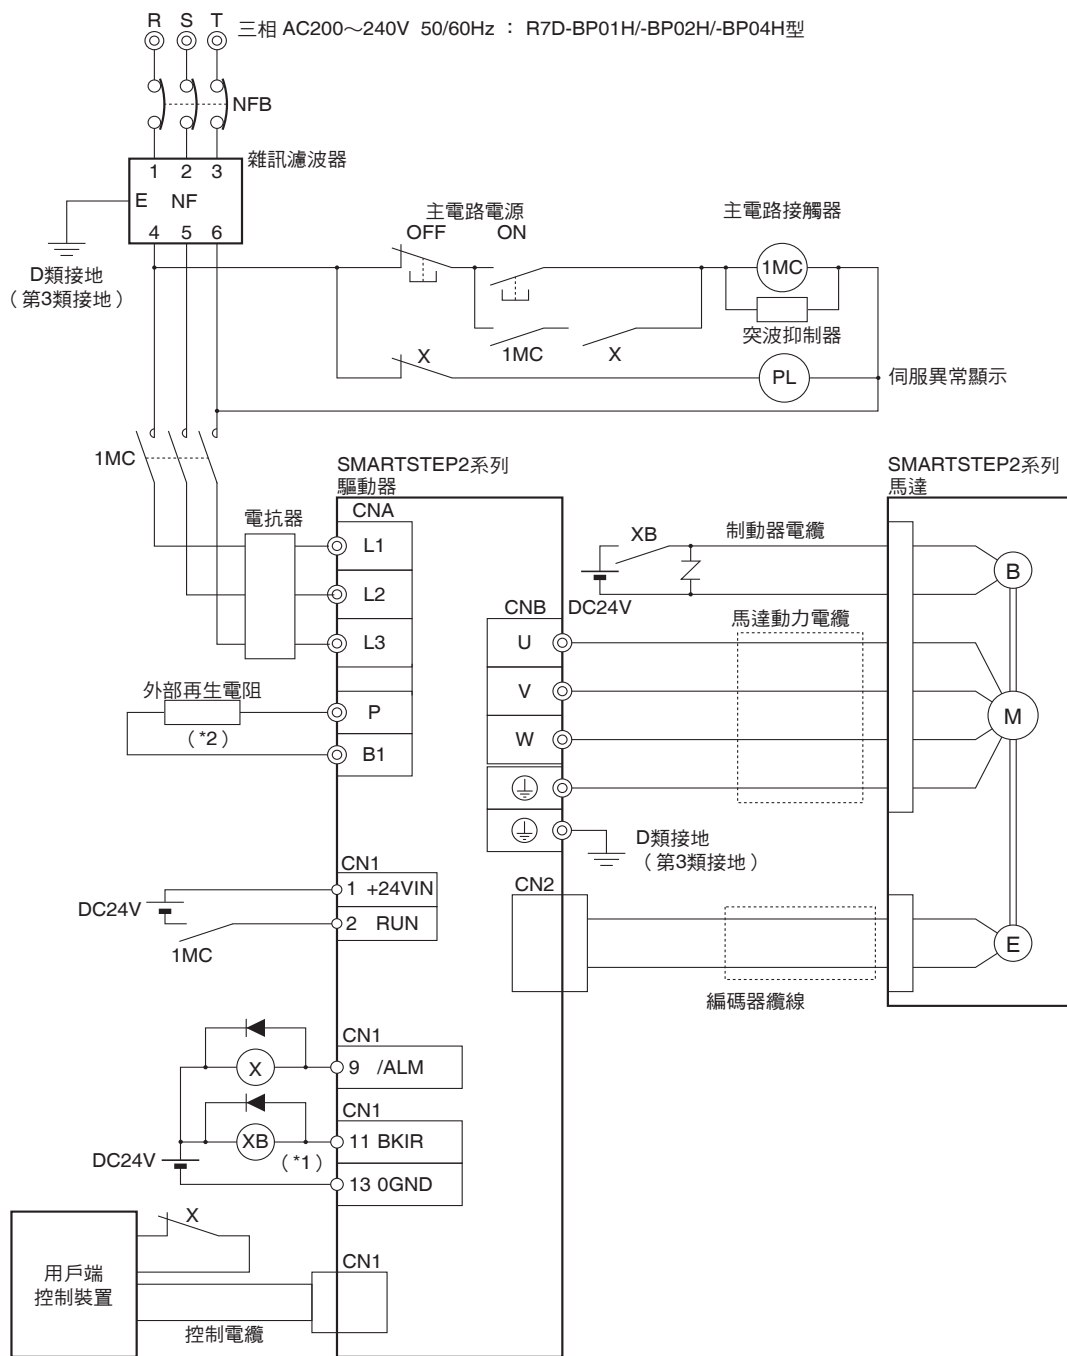 R S T
三相 AC200～240V 50/60Hz ： R7D-BP01H/-BP02H/-BP04H型
NFB
雜訊濾波器
1 2 3
E NF
4 5 6
D類接地
（第3類接地）
主電路電源
OFF ON
主電路接觸器
1MC
突波抑制器
1MC X
X
PL
伺服異常顯示
1MC
SMARTSTEP2系列
驅動器
SMARTSTEP2系列
馬達
電抗器
CNA
L1
L2
L3
外部再生電阻
（*2）
P
B1
XB
制動器電纜
DC24V
B
CNB
馬達動力電纜
U
V
W
M
D類接地
（第3類接地）
CN1
1 +24VIN
DC24V
2 RUN
1MC
CN2
E
編碼器纜線
CN1
X
9 /ALM
CN1
XB
（*1）
11 BKIR
DC24V
13 0GND
X
用戶端
控制裝置
CN1
控制電纜